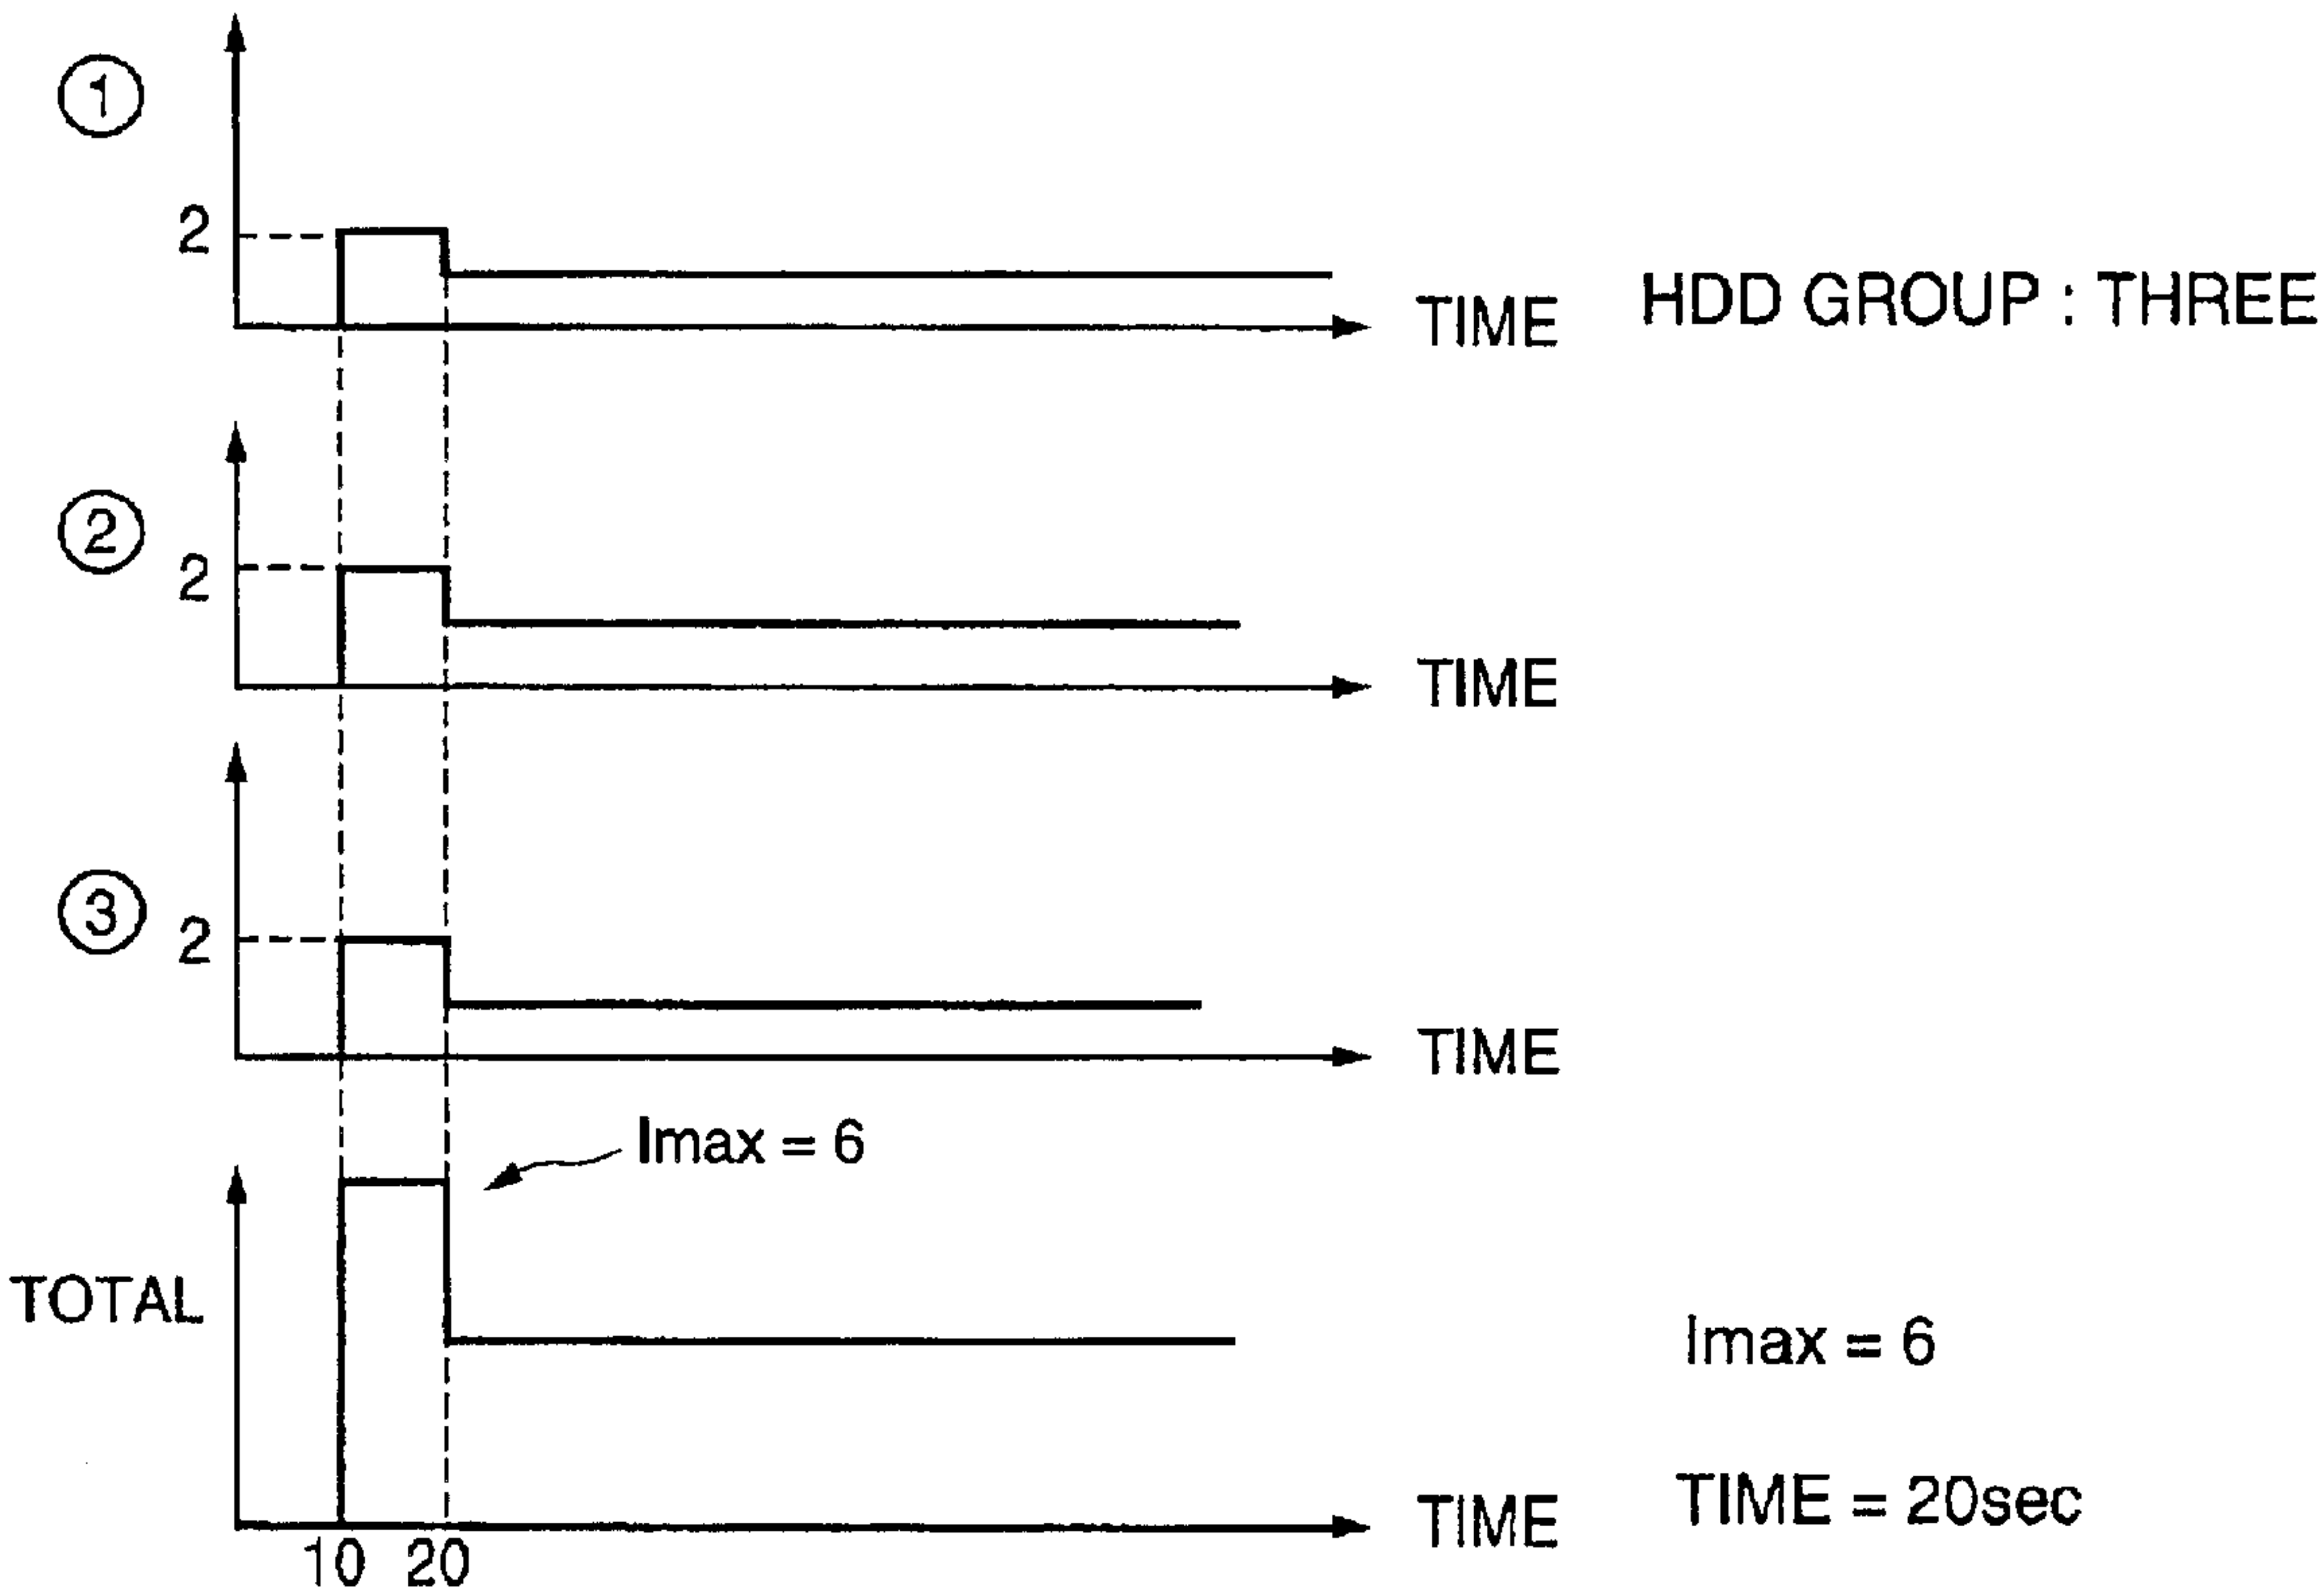 ①
2
TIME
HDD GROUP : THREE
②
2
TIME
③
2
TIME
Imax = 6
TOTAL
Imax = 6
TIME
TIME = 20sec
10 20